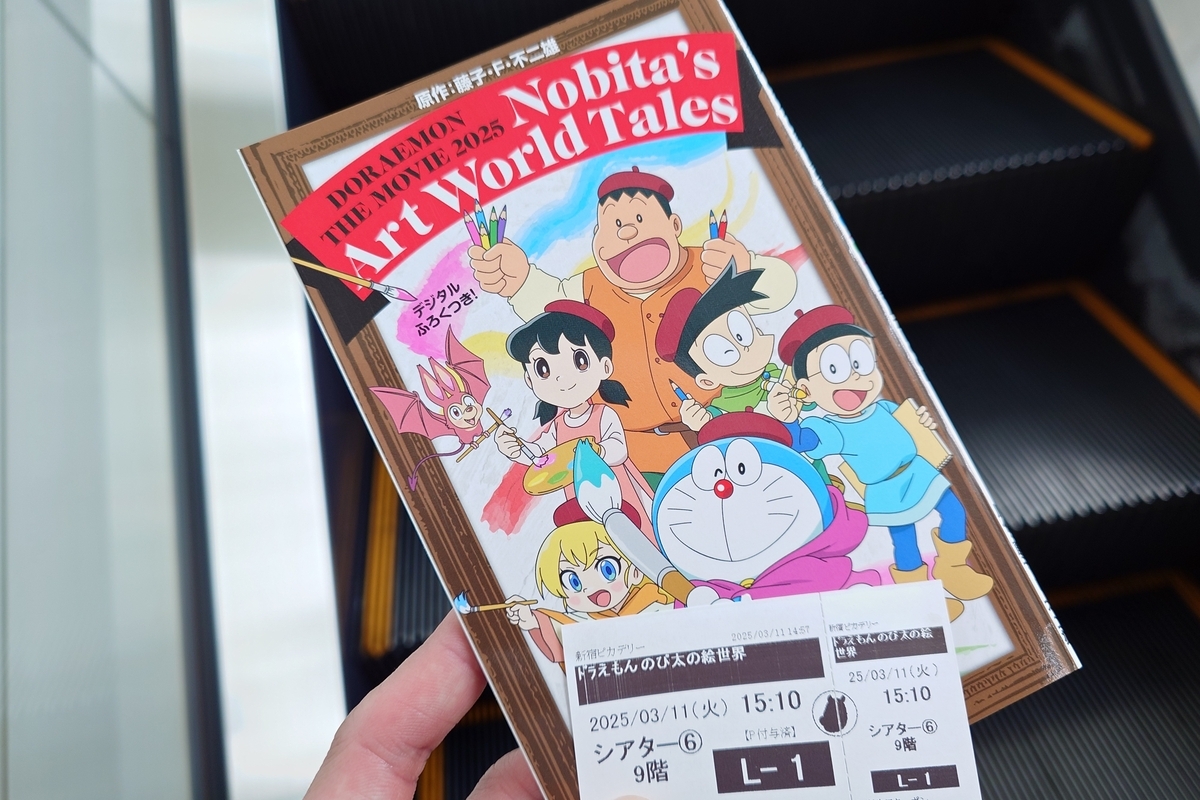 原作:藤子・F・不二雄
DORAEMON
THE MOVIE 2025
Nobita's
Art World Tales
デジタル
ふろくつき!
2025/03/11 14:57
新宿ピカデリー
ドラえもん のび太の絵世界
2025/03/11(火) 15:10
シアター⑥
9階
【P付与済】
L-1
新宿ピカデリー
ドラえもん のび太の絵
世界
25/03/11(火)
15:10
シアター⑥
9階
L-1